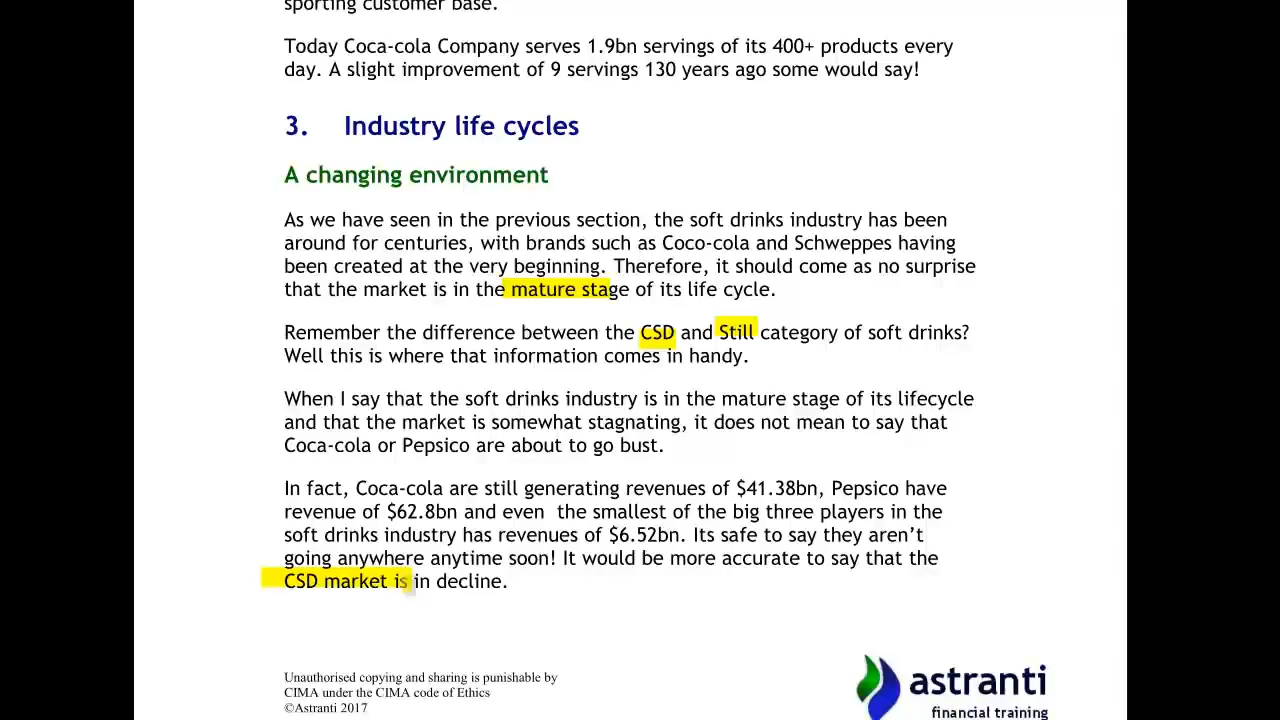 sporting customer base.
Today Coca-cola Company serves 1.9bn servings of its 400+ products every
day. A slight improvement of 9 servings 130 years ago some would say!
3. Industry life cycles
A changing environment
As we have seen in the previous section, the soft drinks industry has been
around for centuries, with brands such as Coco-cola and Schweppes having
been created at the very beginning. Therefore, it should come as no surprise
that the market is in the mature stage of its life cycle.
Remember the difference between the CSD and Still category of soft drinks?
Well this is where that information comes in handy.
When I say that the soft drinks industry is in the mature stage of its lifecycle
and that the market is somewhat stagnating, it does not mean to say that
Coca-cola or Pepsico are about to go bust.
In fact, Coca-cola are still generating revenues of $41.38bn, Pepsico have
revenue of $62.8bn and even the smallest of the big three players in the
soft drinks industry has revenues of $6.52bn. Its safe to say they aren’t
going anywhere anytime soon! It would be more accurate to say that the
CSD market is in decline.
Unauthorised copying and sharing is punishable by
CIMA under the CIMA code of Ethics
©Astranti 2017
astranti
financial training